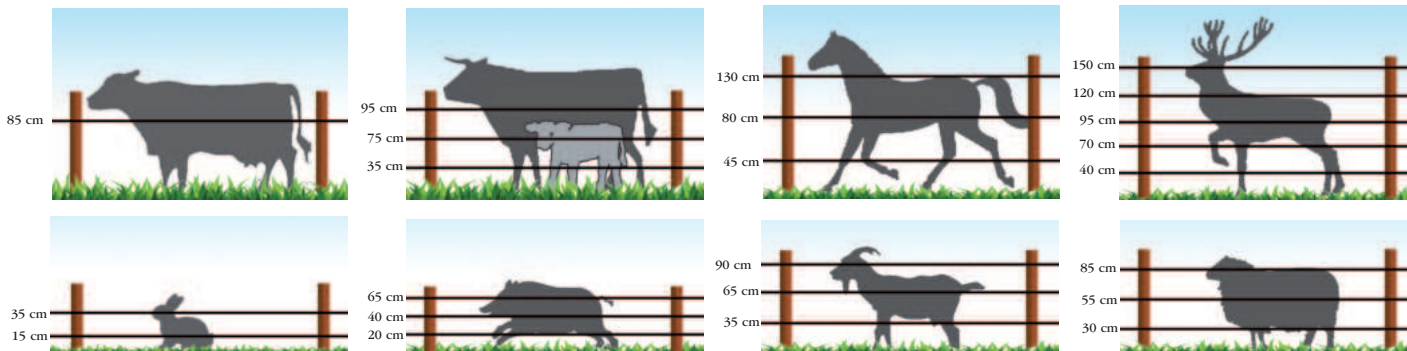 85 cm
95 cm
75 cm
35 cm
130 cm
80 cm
45 cm
150 cm
120 cm
95 cm
70 cm
40 cm
35 cm
15 cm
65 cm
40 cm
20 cm
90 cm
65 cm
35 cm
85 cm
55 cm
30 cm